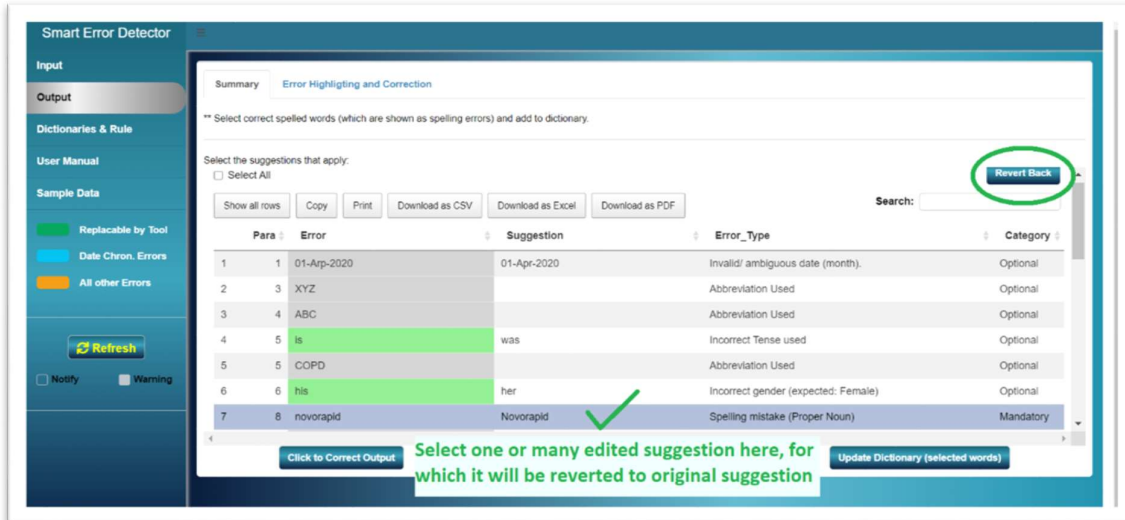 Smart Error Detector
Input
Output
Dictionaries & Rule
User Manual
Sample Data
Replacable by Tool
Date Chron. Errors
All other Errors
Refresh
Notify Warning
Summary Error Highligting and Correction
** Select correct spelled words (which are shown as spelling errors) and add to dictionary.
Select the suggestions that apply:
Select All
Revert Back
Show all rows Copy Print Download as CSV Download as Excel Download as PDF Search:
Para Error Suggestion Error_Type Category
1 1 01-Arp-2020 01-Apr-2020 Invalid/ ambiguous date (month). Optional
2 3 XYZ Abbreviation Used Optional
3 4 ABC Abbreviation Used Optional
4 5 is was Incorrect Tense used Optional
5 5 COPD Abbreviation Used Optional
6 6 his her Incorrect gender (expected: Female) Optional
7 8 novorapid Novorapid Spelling mistake (Proper Noun) Mandatory
Click to Correct Output
Select one or many edited suggestion here, for
which it will be reverted to original suggestion
Update Dictionary (selected words)